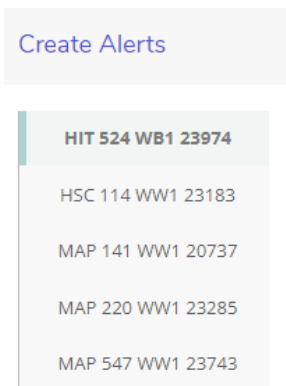 Create Alerts
HIT 524 WB1 23974
HSC 114 WW1 23183
MAP 141 WW1 20737
MAP 220 WW1 23285
MAP 547 WW1 23743